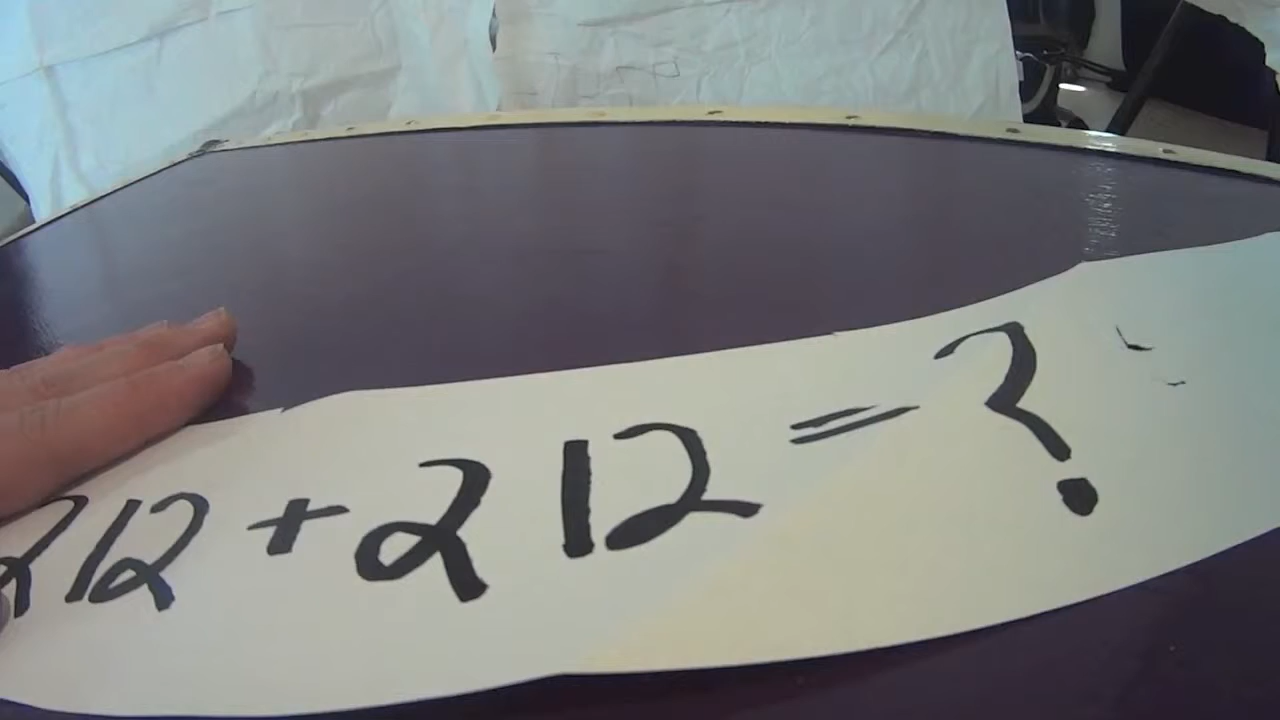 212 + 212 = ?